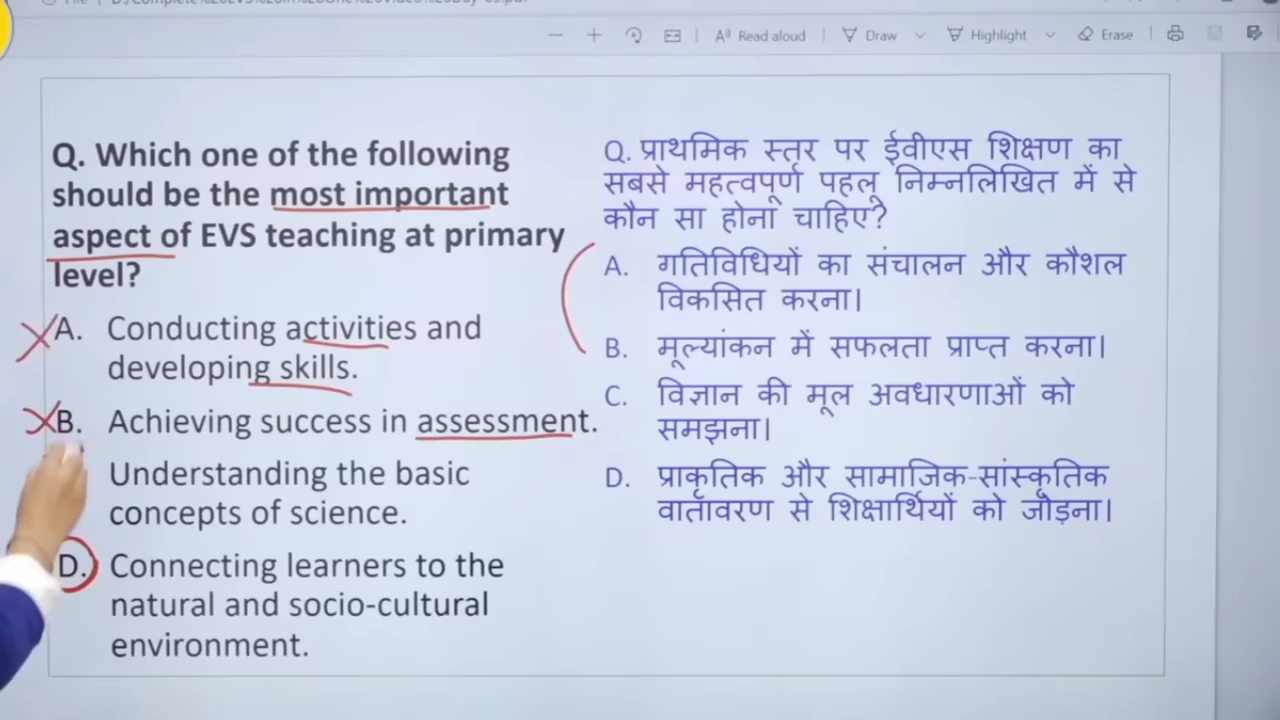 Read aloud
Draw
Highlight
Erase
Q. Which one of the following
should be the most important
aspect of EVS teaching at primary
level?
A. Conducting activities and
developing skills.
B. Achieving success in assessment.
Understanding the basic
concepts of science.
D. Connecting learners to the
natural and socio-cultural
environment.
Q. प्राथमिक स्तर पर ईवीएस शिक्षण का
सबसे महत्वपूर्ण पहलू निम्नलिखित में से
कौन सा होना चाहिए?
A. गतिविधियों का संचालन और कौशल
विकसित करना।
B. मूल्यांकन में सफलता प्राप्त करना।
C. विज्ञान की मूल अवधारणाओं को
समझना।
D. प्राकृतिक और सामाजिक-सांस्कृतिक
वातावरण से शिक्षार्थियों को जोड़ना।